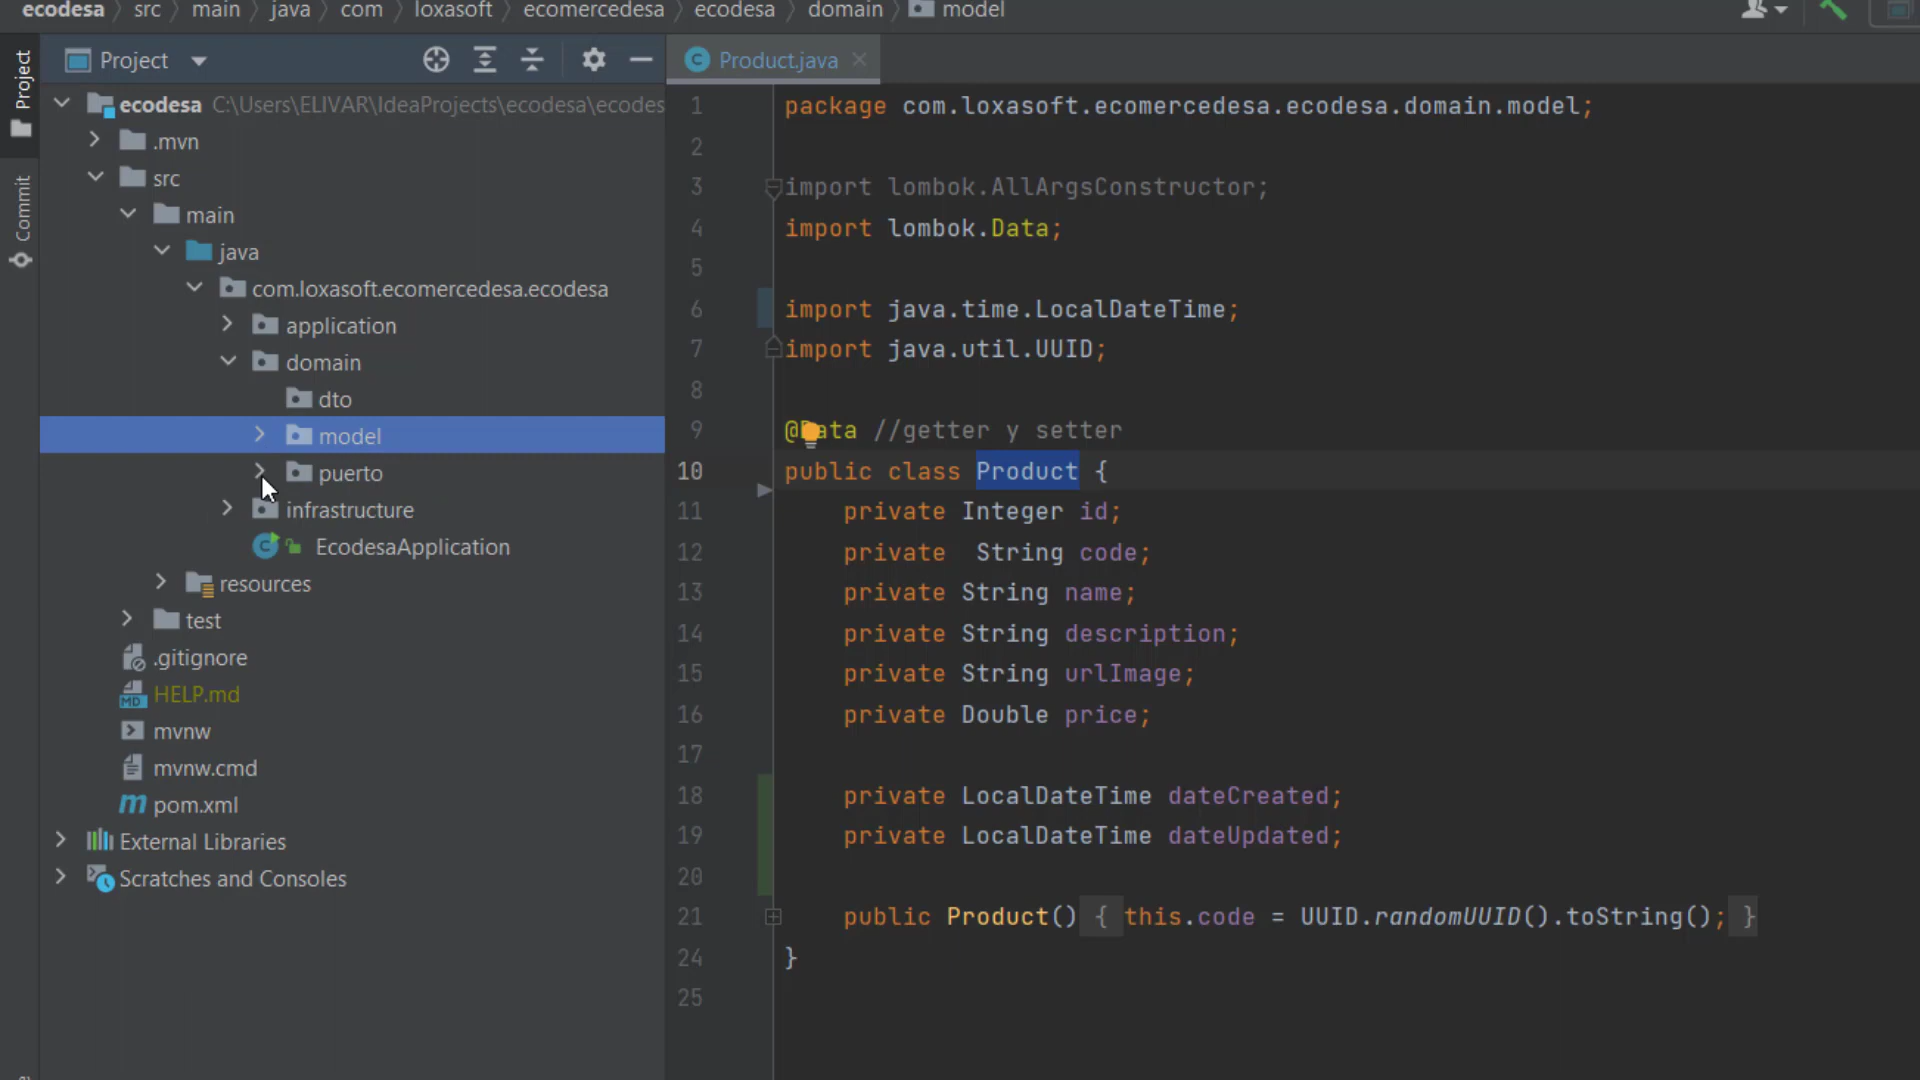 ecodesa 〉 src 〉 main 〉 java 〉 com 〉 loxasoft 〉 ecomercedesa 〉 ecodesa 〉 domain 〉 model
Project
Commit
Project
ecodesa C:\Users\ELIVAR\IdeaProjects\ecodesa\ecodes
.mvn
src
main
java
com.loxasoft.ecomercedesa.ecodesa
application
domain
dto
model
puerto
infrastructure
EcodesaApplication
resources
test
.gitignore
HELP.md
mvnw
mvnw.cmd
pom.xml
External Libraries
Scratches and Consoles
Product.java
1 package com.loxasoft.ecomercedesa.ecodesa.domain.model;
2
3 import lombok.AllArgsConstructor;
4 import lombok.Data;
5
6 import java.time.LocalDateTime;
7 import java.util.UUID;
8
9 @Data //getter y setter
10 public class Product {
11 private Integer id;
12 private  String code;
13 private String name;
14 private String description;
15 private String urlImage;
16 private Double price;
17
18 private LocalDateTime dateCreated;
19 private LocalDateTime dateUpdated;
20
21 public Product() { this.code = UUID.randomUUID().toString(); }
24 }
25